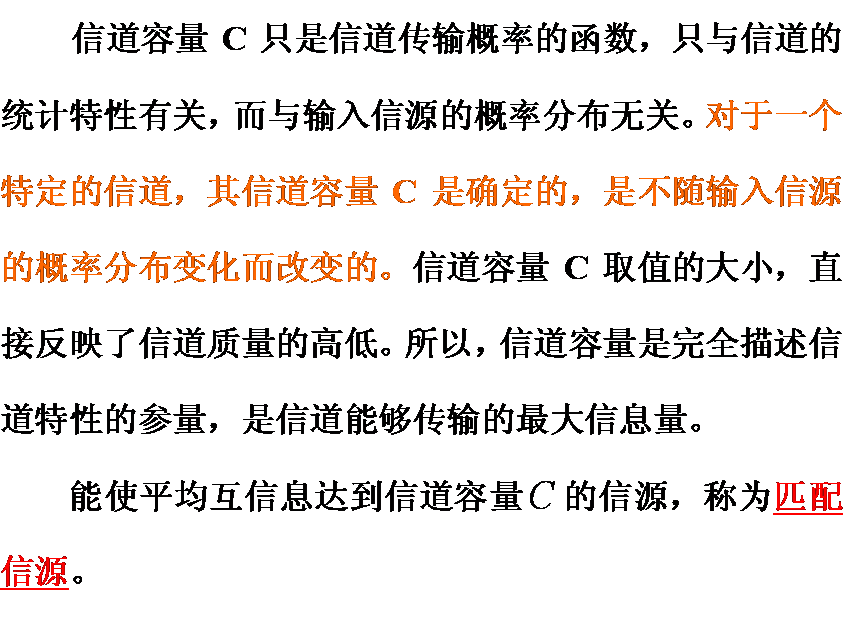 信道容量 C 只是信道传输概率的函数，只与信道的
统计特性有关，而与输入信源的概率分布无关。对于一个
特定的信道，其信道容量 C 是确定的，是不随输入信源
的概率分布变化而改变的。信道容量 C 取值的大小，直
接反映了信道质量的高低。所以，信道容量是完全描述信
道特性的参量，是信道能够传输的最大信息量。
能使平均互信息达到信道容量C的信源，称为匹配
信源。